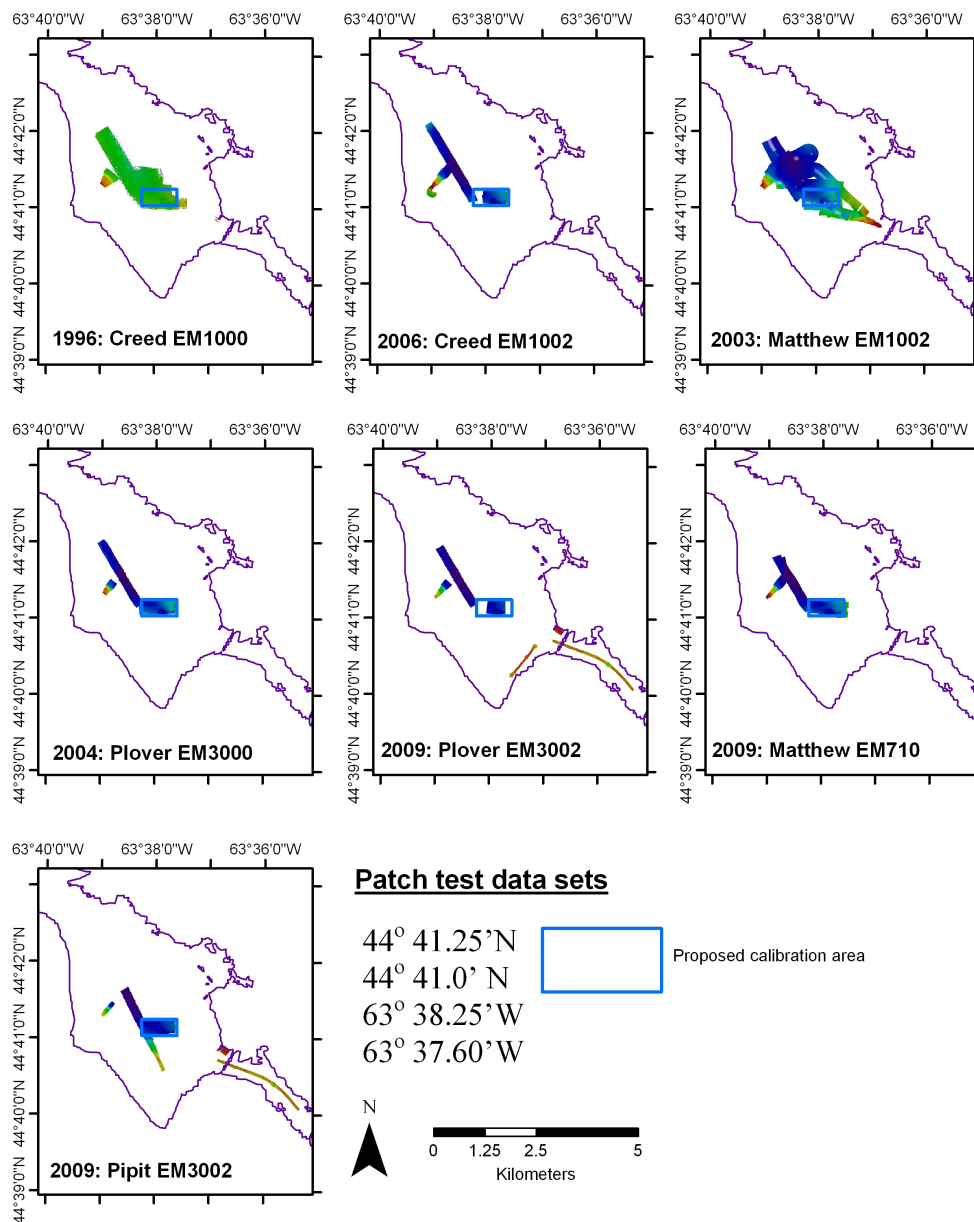 63°40'0"W 63°38'0"W 63°36'0"W
63°40'0"W 63°38'0"W 63°36'0"W
63°40'0"W 63°38'0"W 63°36'0"W
44°42'0"N
44°41'0"N
44°40'0"N
44°39'0"N
1996: Creed EM1000
44°42'0"N
44°41'0"N
44°40'0"N
44°39'0"N
2006: Creed EM1002
44°42'0"N
44°41'0"N
44°40'0"N
44°39'0"N
2003: Matthew EM1002
63°40'0"W 63°38'0"W 63°36'0"W
63°40'0"W 63°38'0"W 63°36'0"W
63°40'0"W 63°38'0"W 63°36'0"W
44°42'0"N
44°41'0"N
44°40'0"N
44°39'0"N
2004: Plover EM3000
44°42'0"N
44°41'0"N
44°40'0"N
44°39'0"N
2009: Plover EM3002
44°42'0"N
44°41'0"N
44°40'0"N
44°39'0"N
2009: Matthew EM710
63°40'0"W 63°38'0"W 63°36'0"W
44°42'0"N
44°41'0"N
44°40'0"N
44°39'0"N
2009: Pipit EM3002
Patch test data sets
44° 41.25'N
44° 41.0' N
63° 38.25'W
63° 37.60'W
Proposed calibration area
N
0 1.25 2.5 5
Kilometers